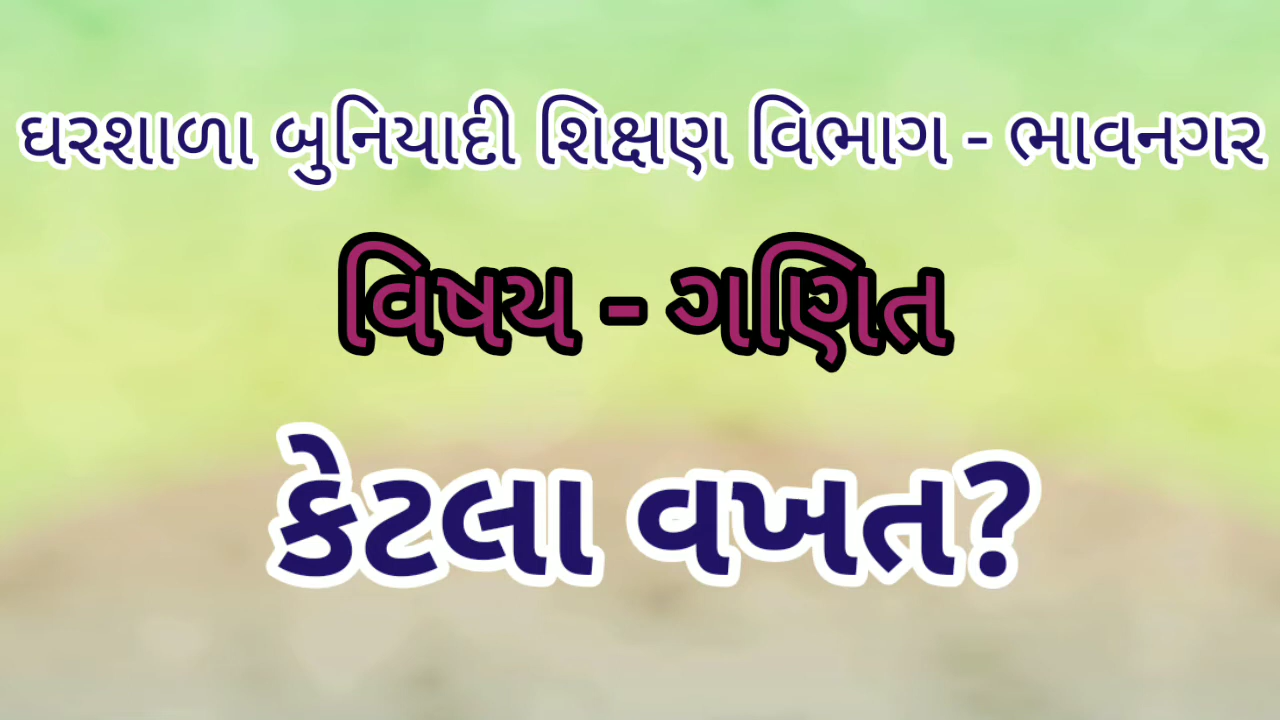 ઘરશાળા બુનિયાદી શિક્ષણ વિભાગ - ભાવનગર
વિષય - ગણિત
કેટલા વખત?